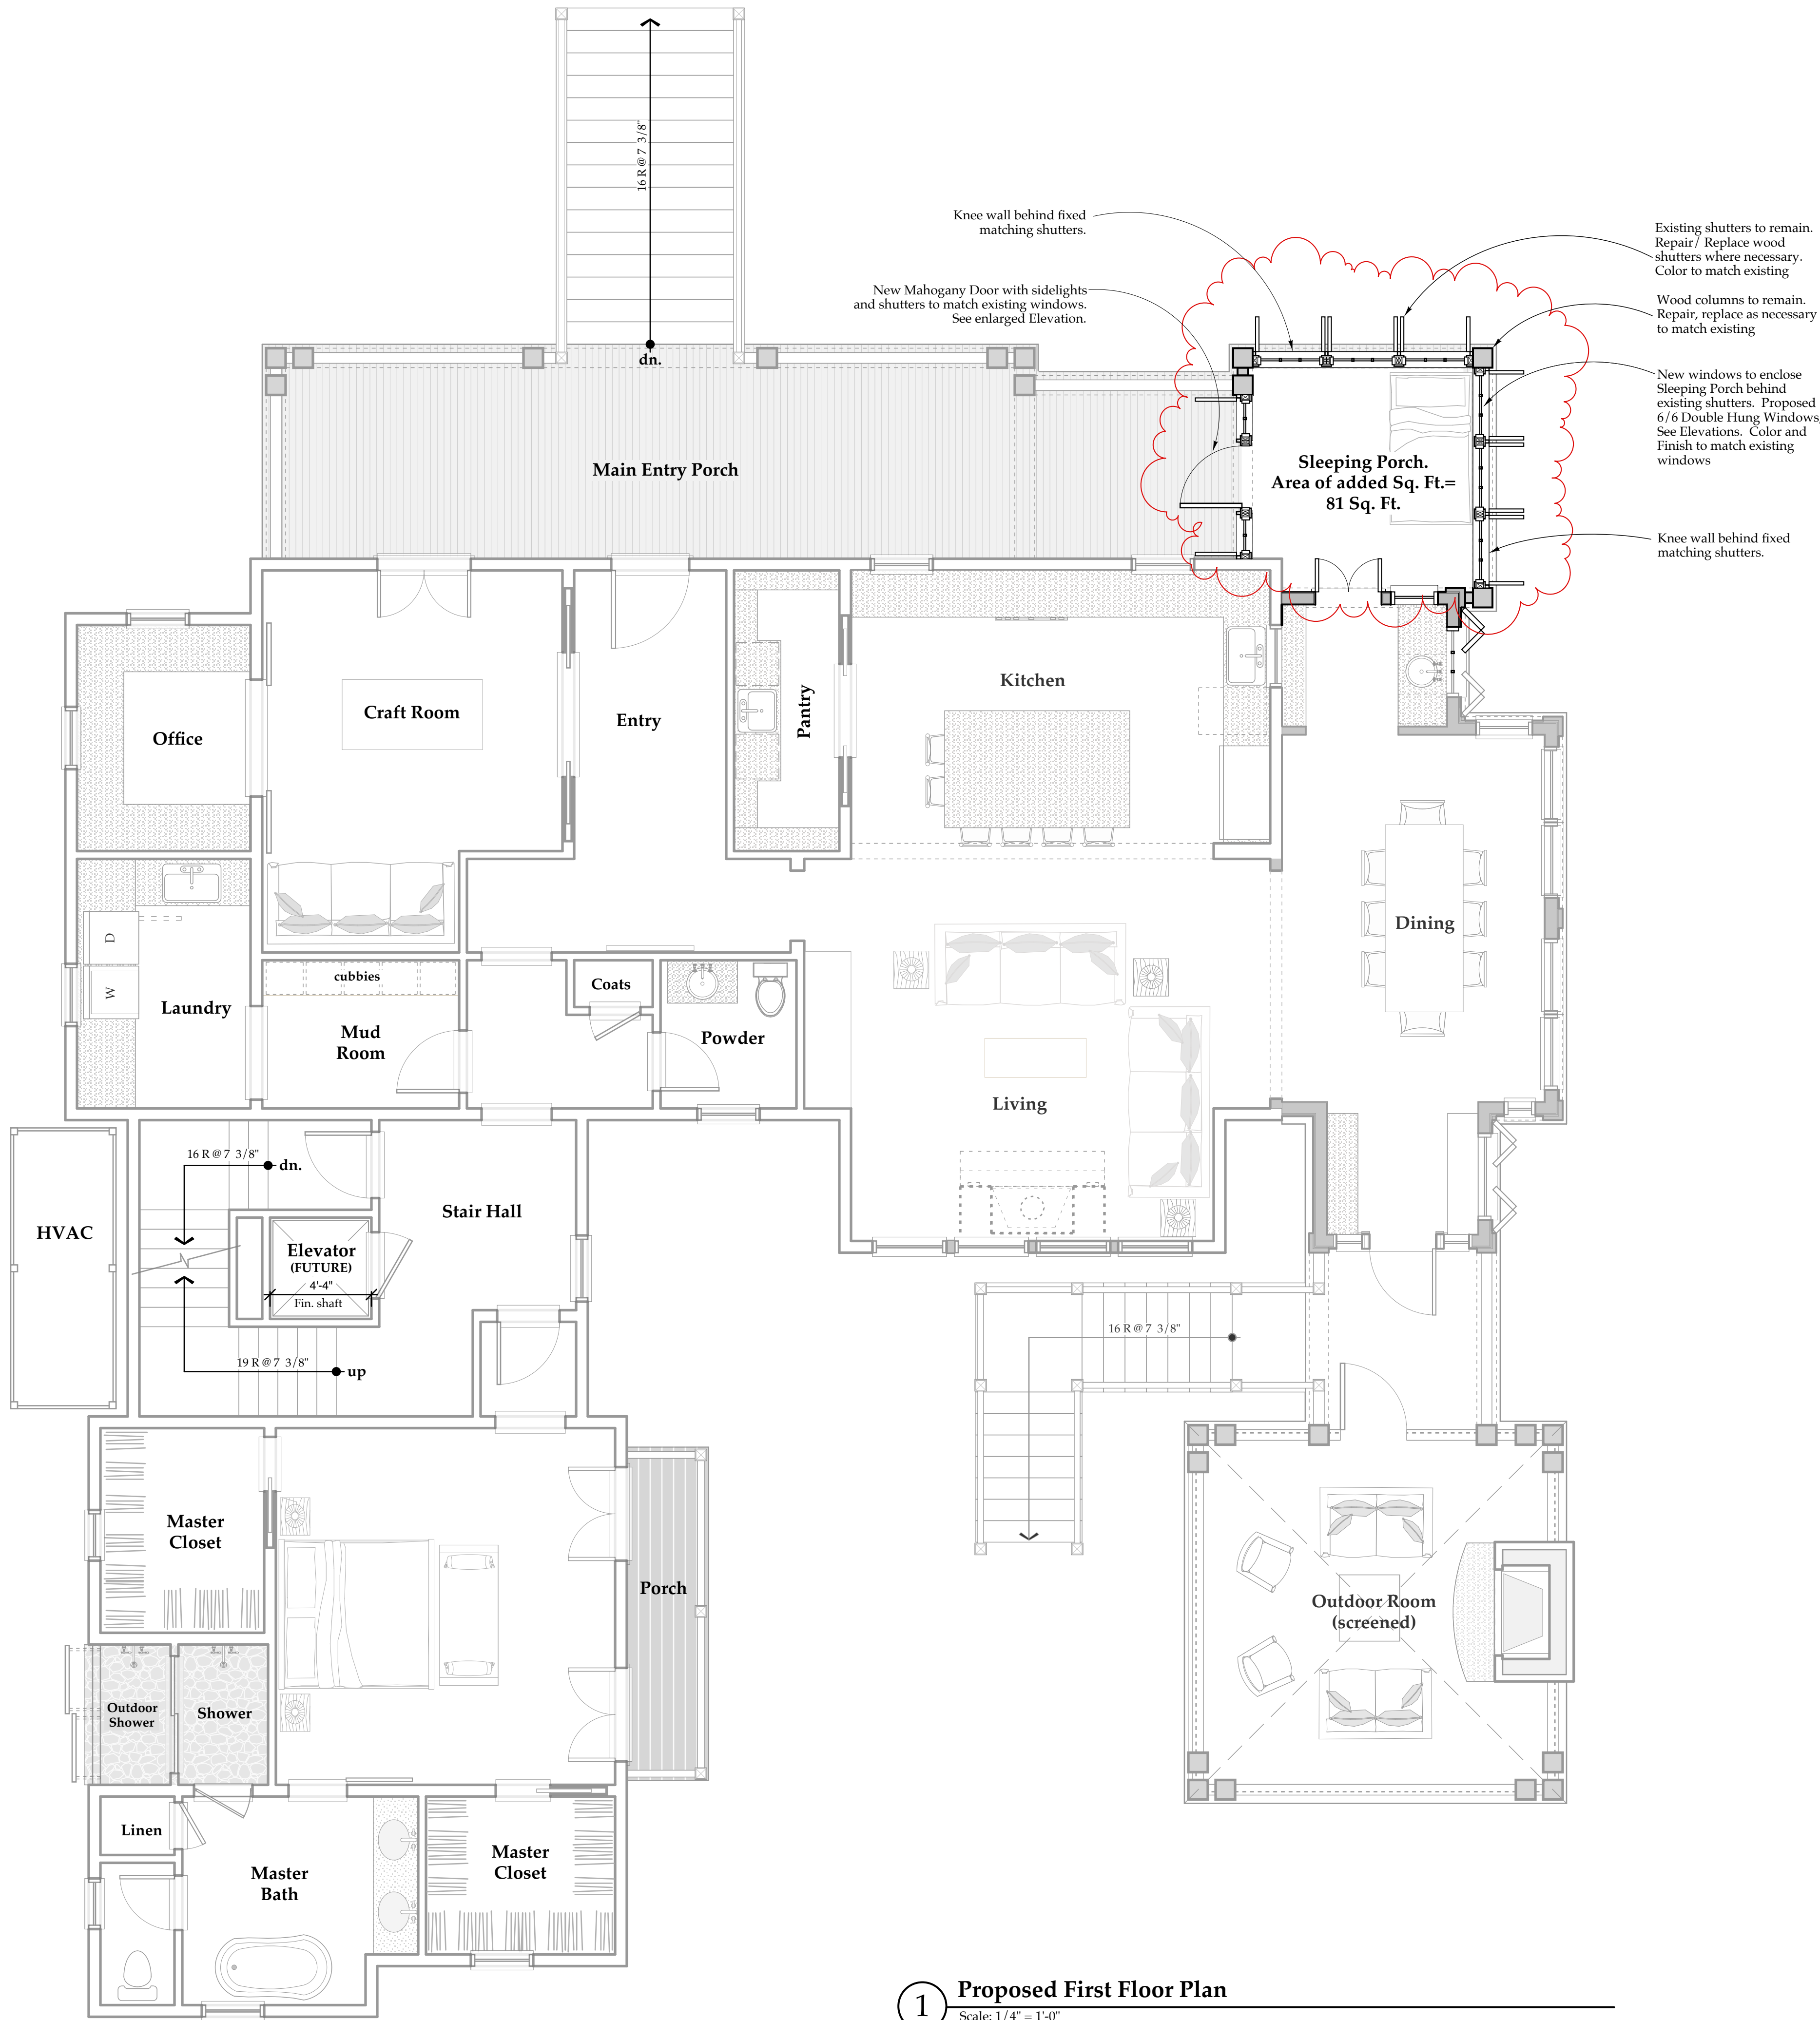 16 R @ 7 3/8"
dn.
Knee wall behind fixed
matching shutters.
New Mahogany Door with sidelights
and shutters to match existing windows.
See enlarged Elevation.
Existing shutters to remain.
Repair/ Replace wood
shutters where necessary.
Color to match existing
Wood columns to remain.
Repair, replace as necessary
to match existing
New windows to enclose
Sleeping Porch behind
existing shutters. Proposed
6/6 Double Hung Windows,
See Elevations. Color and
Finish to match existing
windows
Knee wall behind fixed
matching shutters.
Main Entry Porch
Sleeping Porch.
Area of added Sq. Ft.=
81 Sq. Ft.
Office
Craft Room
Entry
Pantry
Kitchen
Dining
D
W
Laundry
cubbies
Mud
Room
Coats
Powder
Living
16 R @ 7 3/8"
dn.
HVAC
Stair Hall
Elevator
(FUTURE)
4'-4"
Fin. shaft
19 R @ 7 3/8"
up
16 R @ 7 3/8"
Master
Closet
Porch
Outdoor Room
(screened)
Outdoor
Shower
Shower
Linen
Master
Bath
Master
Closet
1
Proposed First Floor Plan
Scale: 1/4" = 1'-0"